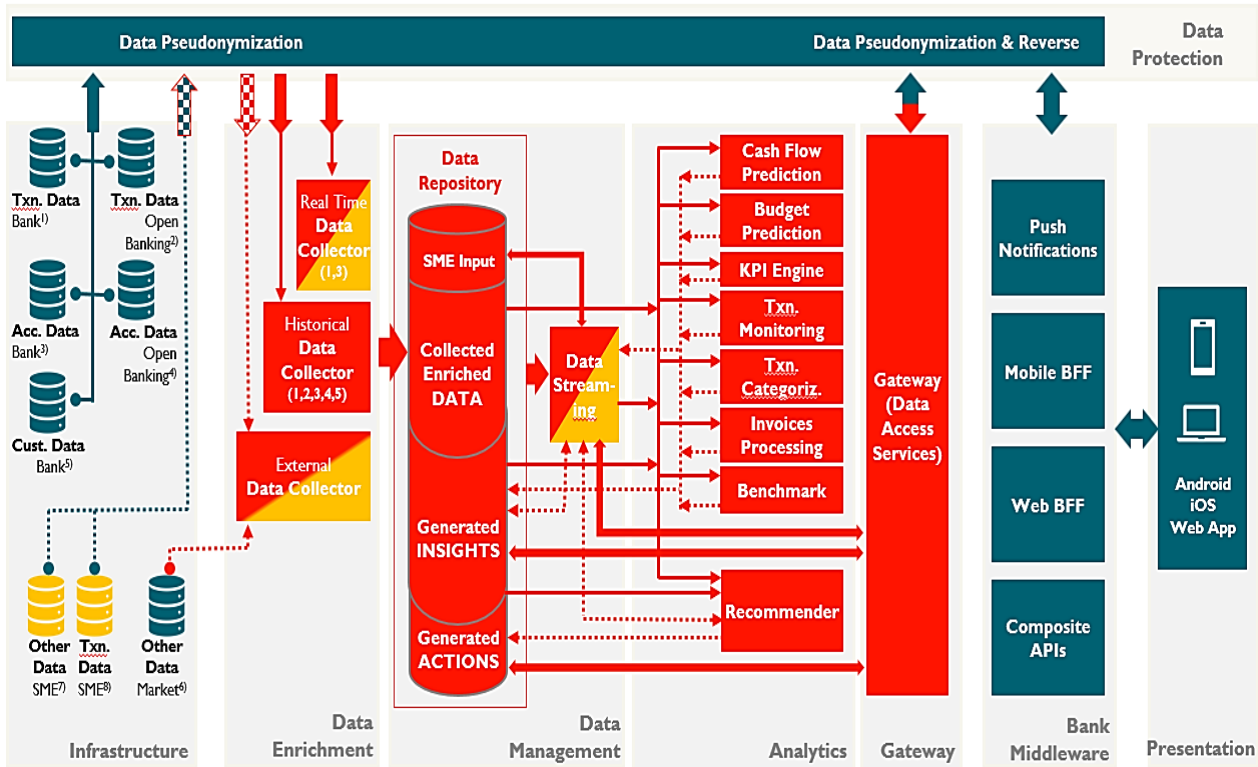 Data Pseudonymization
Data Pseudonymization & Reverse
Data
Protection
Txn. Data
Bank1)
Txn. Data
Open
Banking2)
Acc. Data
Bank3)
Acc. Data
Open
Banking4)
Cust. Data
Bank5)
Other
Data
SME7)
Txn.
Data
SME8)
Other
Data
Market6)
Infrastructure
Real Time
Data
Collector
(1,3)
Historical
Data
Collector
(1,2,3,4,5)
External
Data Collector
Data
Enrichment
Data
Repository
SME Input
Collected
Enriched
DATA
Generated
INSIGHTS
Generated
ACTIONS
Data
Stream-
ing
Data
Management
Cash Flow
Prediction
Budget
Prediction
KPI Engine
Txn.
Monitoring
Txn.
Categoriz.
Invoices
Processing
Benchmark
Recommender
Analytics
Gateway
(Data
Access
Services)
Gateway
Push
Notifications
Mobile BFF
Web BFF
Composite
APIs
Bank
Middleware
Android
iOS
Web App
Presentation